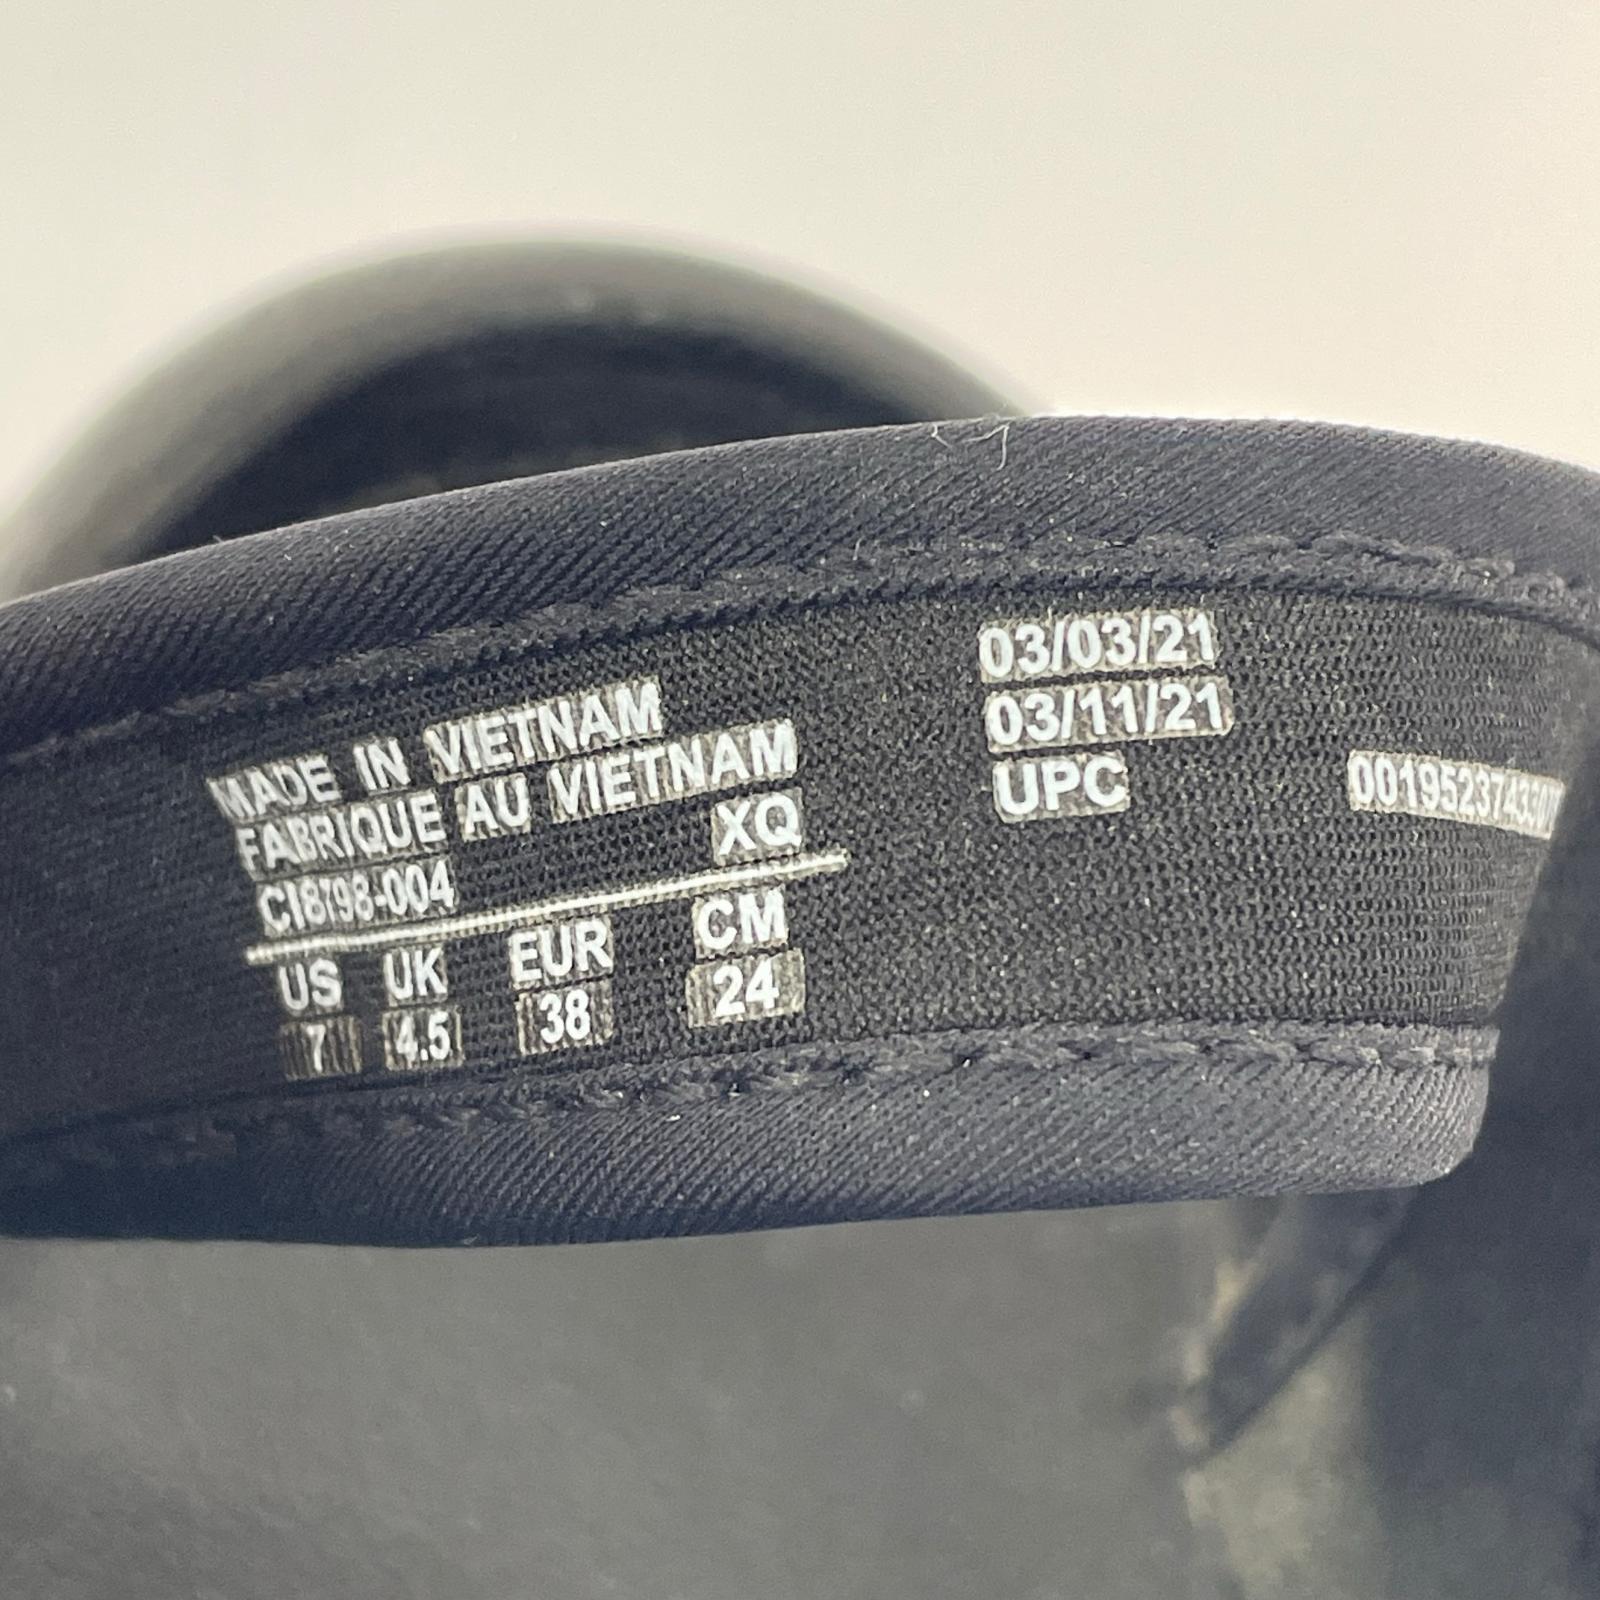 MADE IN VIETNAM
FABRIQUE AU VIETNAM
XQ
CI8798-004
US UK EUR CM
7 4.5 38 24
03/03/21
03/11/21
UPC